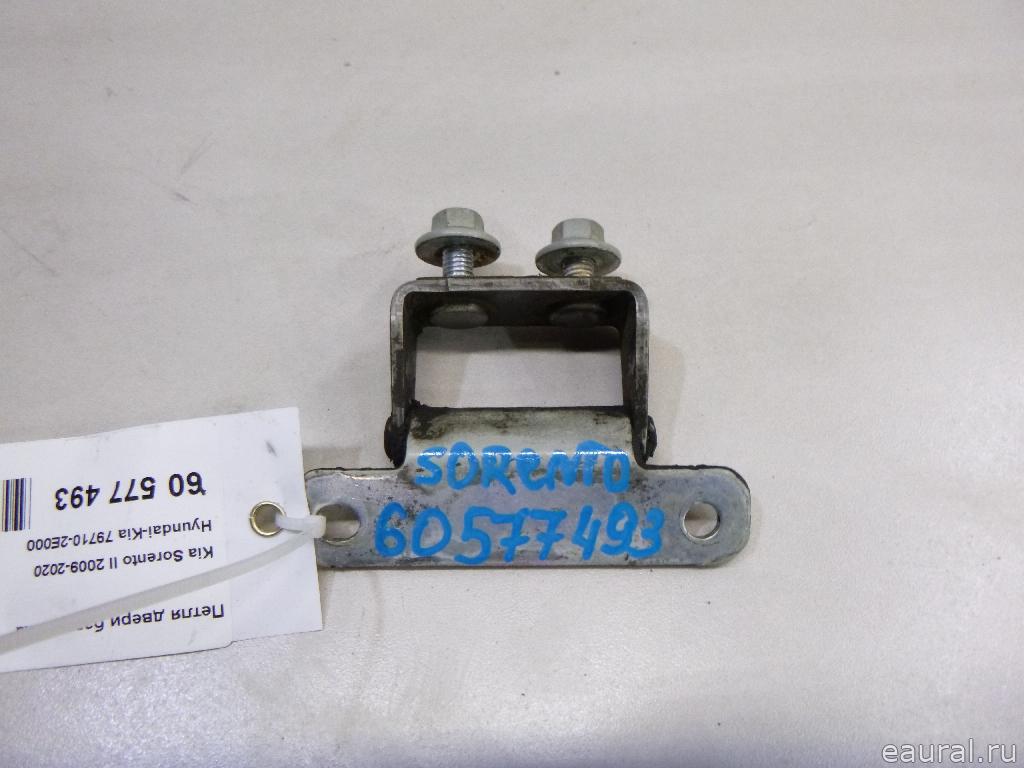 SORENTO
60577493
Петля двери
Kia Sorento II 2009-2020
Hyundai-Kia 79710-2E000
60 577 493
eaural.ru